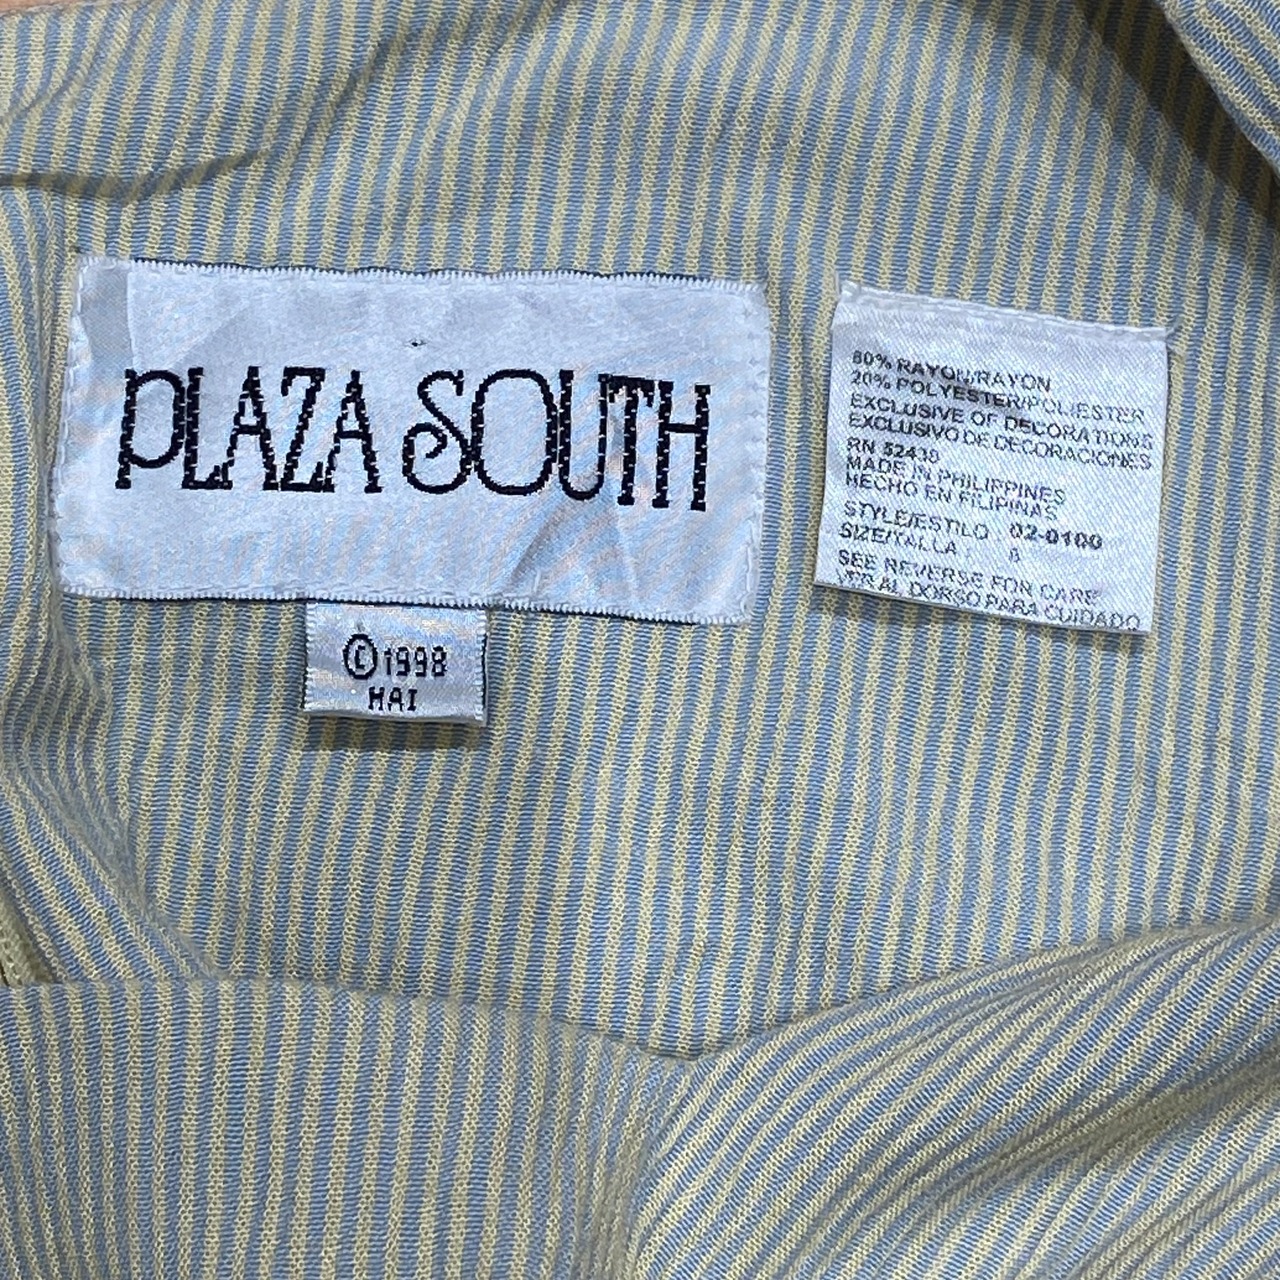 PLAZA SOUTH
©1998
HAI
80% RAYON/RAYON
20% POLYESTER/POLIESTER
EXCLUSIVE OF DECORATIONS
EXCLUSIVO DE DECORACIONES
RN 52438
MADE IN PHILIPPINES
HECHO EN FILIPINAS
STYLE/ESTILO : 02-0100
SIZE/TALLA : 8
SEE REVERSE FOR CARE
VER AL DORSO PARA CUIDADO